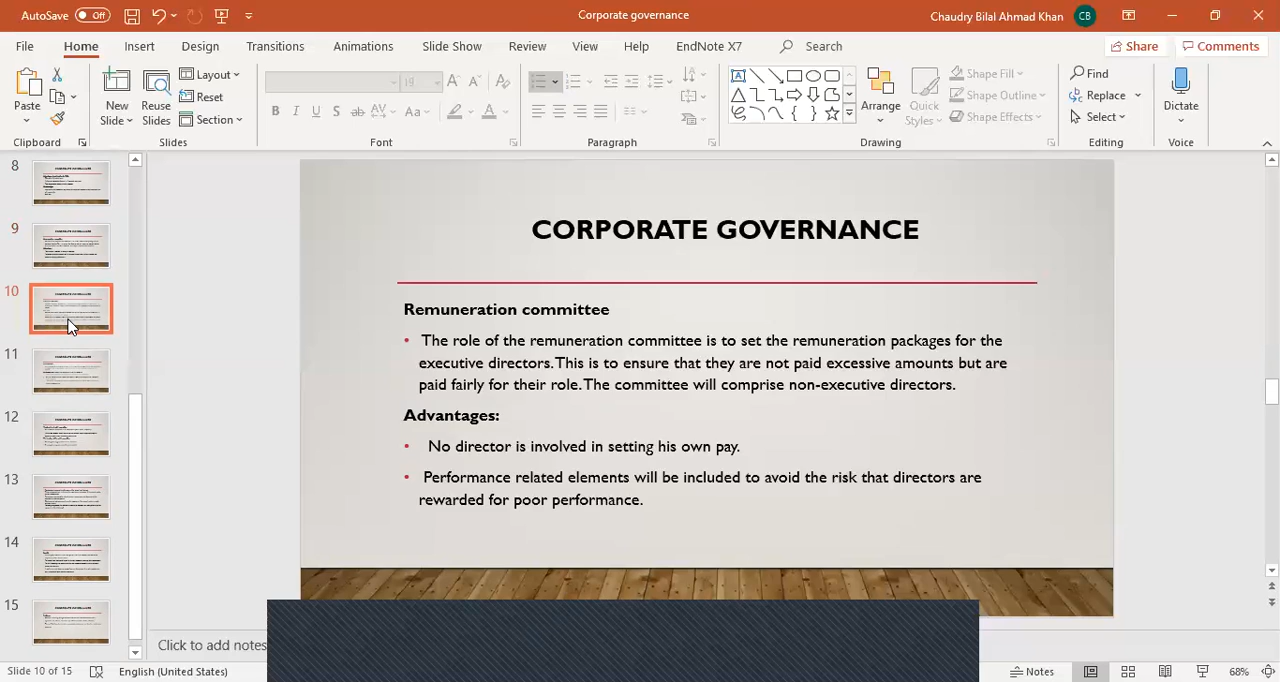 AutoSave Off
Corporate governance
Chaudry Bilal Ahmad Khan CB
File Home Insert Design Transitions Animations Slide Show Review View Help EndNote X7 Search Share Comments
Paste
New Slide
Reuse Slides
Layout
Reset
Section
18
B I U S ab AV Aa A
Arrange
Quick Styles
Shape Fill
Shape Outline
Shape Effects
Find
Replace
Select
Dictate
Clipboard Slides Font Paragraph Drawing Editing Voice
8
9
10
11
12
13
14
15
CORPORATE GOVERNANCE
Remuneration committee
• The role of the remuneration committee is to set the remuneration packages for the
executive directors. This is to ensure that they are not paid excessive amounts but are
paid fairly for their role. The committee will comprise non-executive directors.
Advantages:
• No director is involved in setting his own pay.
• Performance related elements will be included to avoid the risk that directors are
rewarded for poor performance.
Click to add notes
Slide 10 of 15 English (United States) Notes 68%